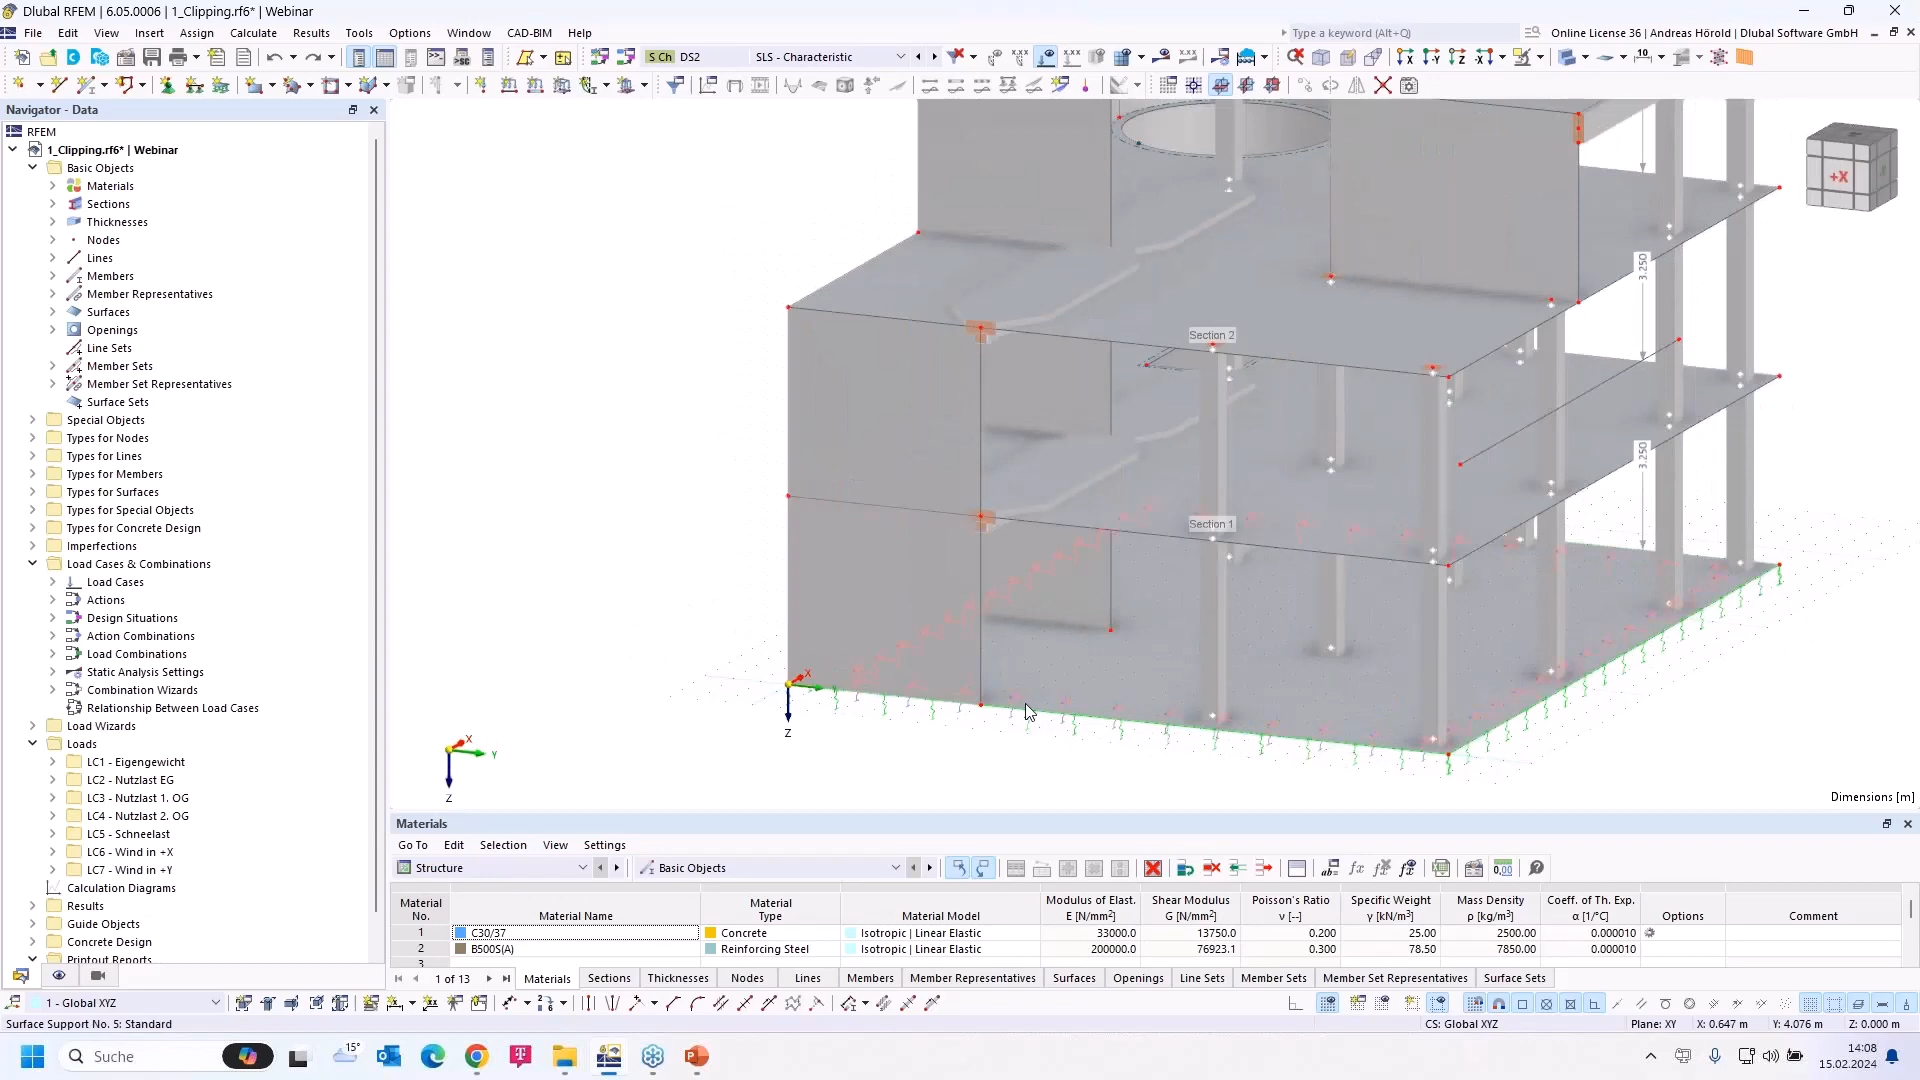 Dlubal RFEM | 6.05.0006 | 1_Clipping.rf6* | Webinar
File Edit View Insert Assign Calculate Results Tools Options Window CAD-BIM Help
Type a keyword (Alt+Q)
Online License 36 | Andreas Hörold | Dlubal Software GmbH
S Ch DS2 SLS - Characteristic
Navigator - Data
RFEM
1_Clipping.rf6* | Webinar
Basic Objects
Materials
Sections
Thicknesses
Nodes
Lines
Members
Member Representatives
Surfaces
Openings
Line Sets
Member Sets
Member Set Representatives
Surface Sets
Special Objects
Types for Nodes
Types for Lines
Types for Members
Types for Surfaces
Types for Special Objects
Types for Concrete Design
Imperfections
Load Cases & Combinations
Load Cases
Actions
Design Situations
Action Combinations
Load Combinations
Static Analysis Settings
Combination Wizards
Relationship Between Load Cases
Load Wizards
Loads
LC1 - Eigengewicht
LC2 - Nutzlast EG
LC3 - Nutzlast 1. OG
LC4 - Nutzlast 2. OG
LC5 - Schneelast
LC6 - Wind in +X
LC7 - Wind in +Y
Calculation Diagrams
Results
Guide Objects
Concrete Design
Printout Reports
+X
3.250
Section 2
3.250
Section 1
X
Z
X
Y
Z
Dimensions [m]
Materials
Go To Edit Selection View Settings
Structure
Basic Objects
Material No. Material Name Material Type Material Model Modulus of Elast. E [N/mm²] Shear Modulus G [N/mm²] Poisson's Ratio ν [--] Specific Weight γ [kN/m³] Mass Density ρ [kg/m³] Coeff. of Th. Exp. α [1/°C] Options Comment
1 C30/37 Concrete Isotropic | Linear Elastic 33000.0 13750.0 0.200 25.00 2500.00 0.000010
2 B500S(A) Reinforcing Steel Isotropic | Linear Elastic 200000.0 76923.1 0.300 78.50 7850.00 0.000010
3
1 of 13 Materials Sections Thicknesses Nodes Lines Members Member Representatives Surfaces Openings Line Sets Member Sets Member Set Representatives Surface Sets
1 - Global XYZ
Surface Support No. 5: Standard
CS: Global XYZ Plane: XY X: 0.647 m Y: 4.076 m Z: 0.000 m
Suche
15°
14:08
15.02.2024